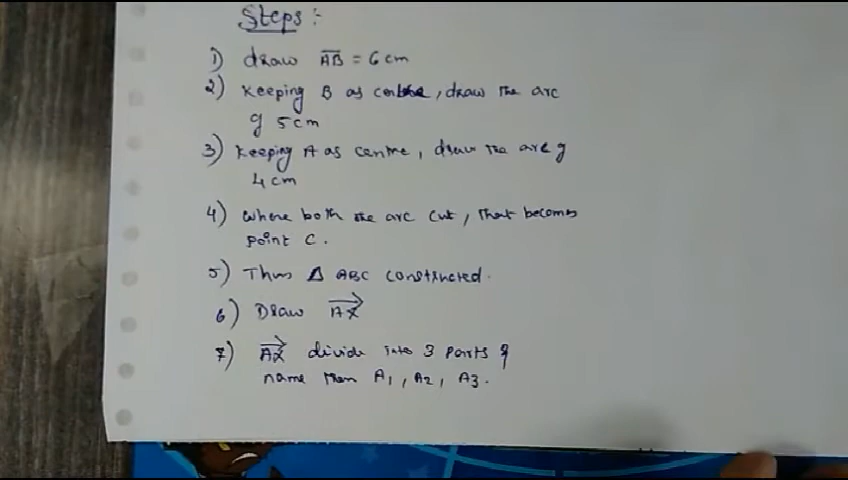 Steps :-
1) draw AB = 6 cm
2) Keeping B as centre, draw the arc
of 5cm
3) Keeping A as centre, draw the arc of
4 cm
4) Where both the arc cut, that becomes
point C.
5) Thus Δ ABC constructed.
6) Draw AX
7) AX divide into 3 parts &
name them A1, A2, A3.